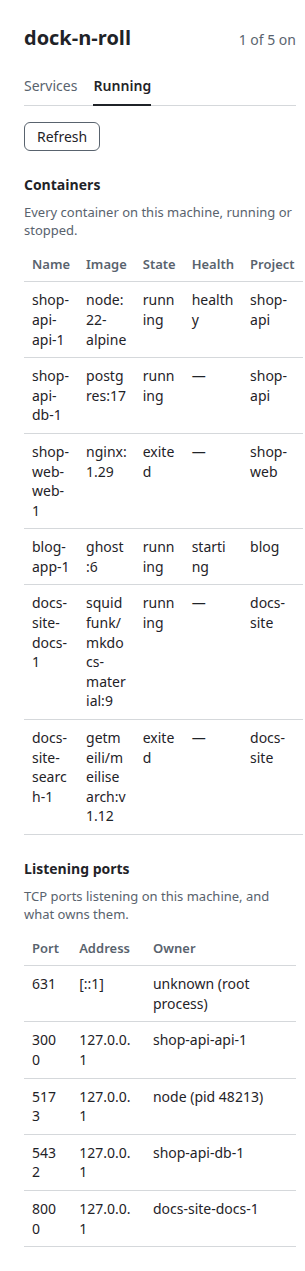 dock-n-roll
1 of 5 on
Services
Running
Refresh
Containers
Every container on this machine, running or
stopped.
Name Image State Health Project
shop- node: runn health shop-
api- 22- ing y api
api-1 alpine
shop- postg runn — shop-
api- res:17 ing api
db-1
shop- nginx: exite — shop-
web- 1.29 d web
web-
1
blog- ghost runn starti blog
app-1 :6 ing ng
docs- squid runn — docs-
site- funk/ ing site
docs- mkdo
1 cs-
mater
ial:9
docs- getm exite — docs-
site- eili/m d site
searc eilise
h-1 arch:v
1.12
Listening ports
TCP ports listening on this machine, and
what owns them.
Port Address Owner
631 [::1] unknown (root
process)
300 127.0.0. shop-api-api-1
0 1
517 127.0.0. node (pid 48213)
3 1
543 127.0.0. shop-api-db-1
2 1
800 127.0.0. docs-site-docs-1
0 1